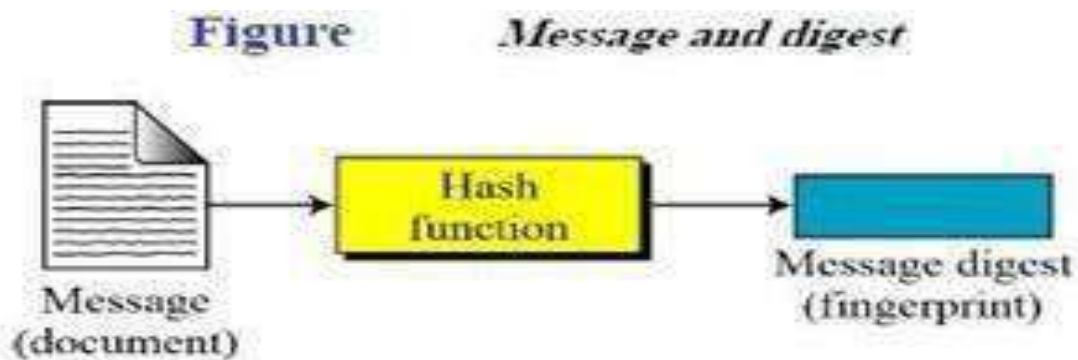 Figure Message and digest
Hash
function
Message
(document)
Message digest
(fingerprint)